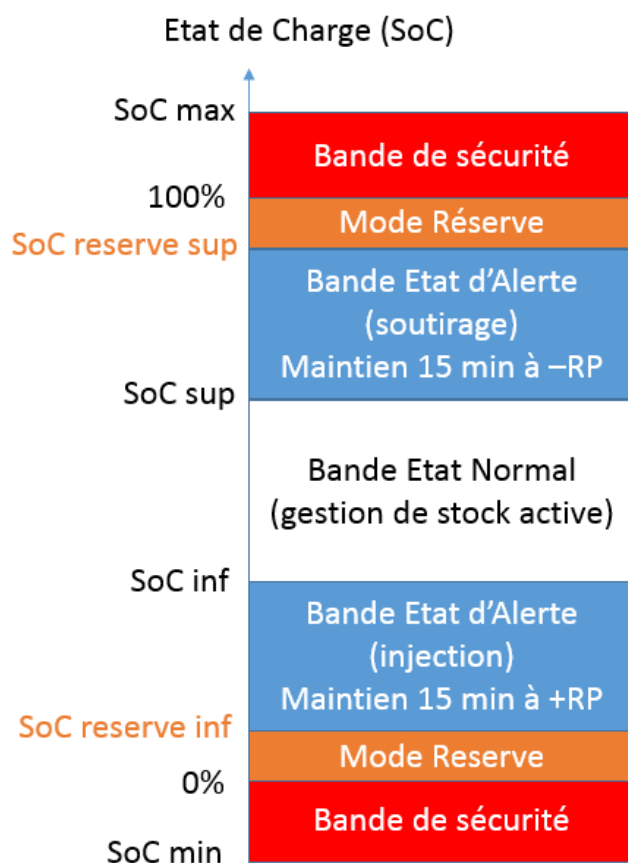 Etat de Charge (SoC)
SoC max
Bande de sécurité
100%
Mode Réserve
SoC reserve sup
Bande Etat d’Alerte
(soutirage)
Maintien 15 min à –RP
SoC sup
Bande Etat Normal
(gestion de stock active)
SoC inf
Bande Etat d’Alerte
(injection)
Maintien 15 min à +RP
SoC reserve inf
Mode Reserve
0%
Bande de sécurité
SoC min